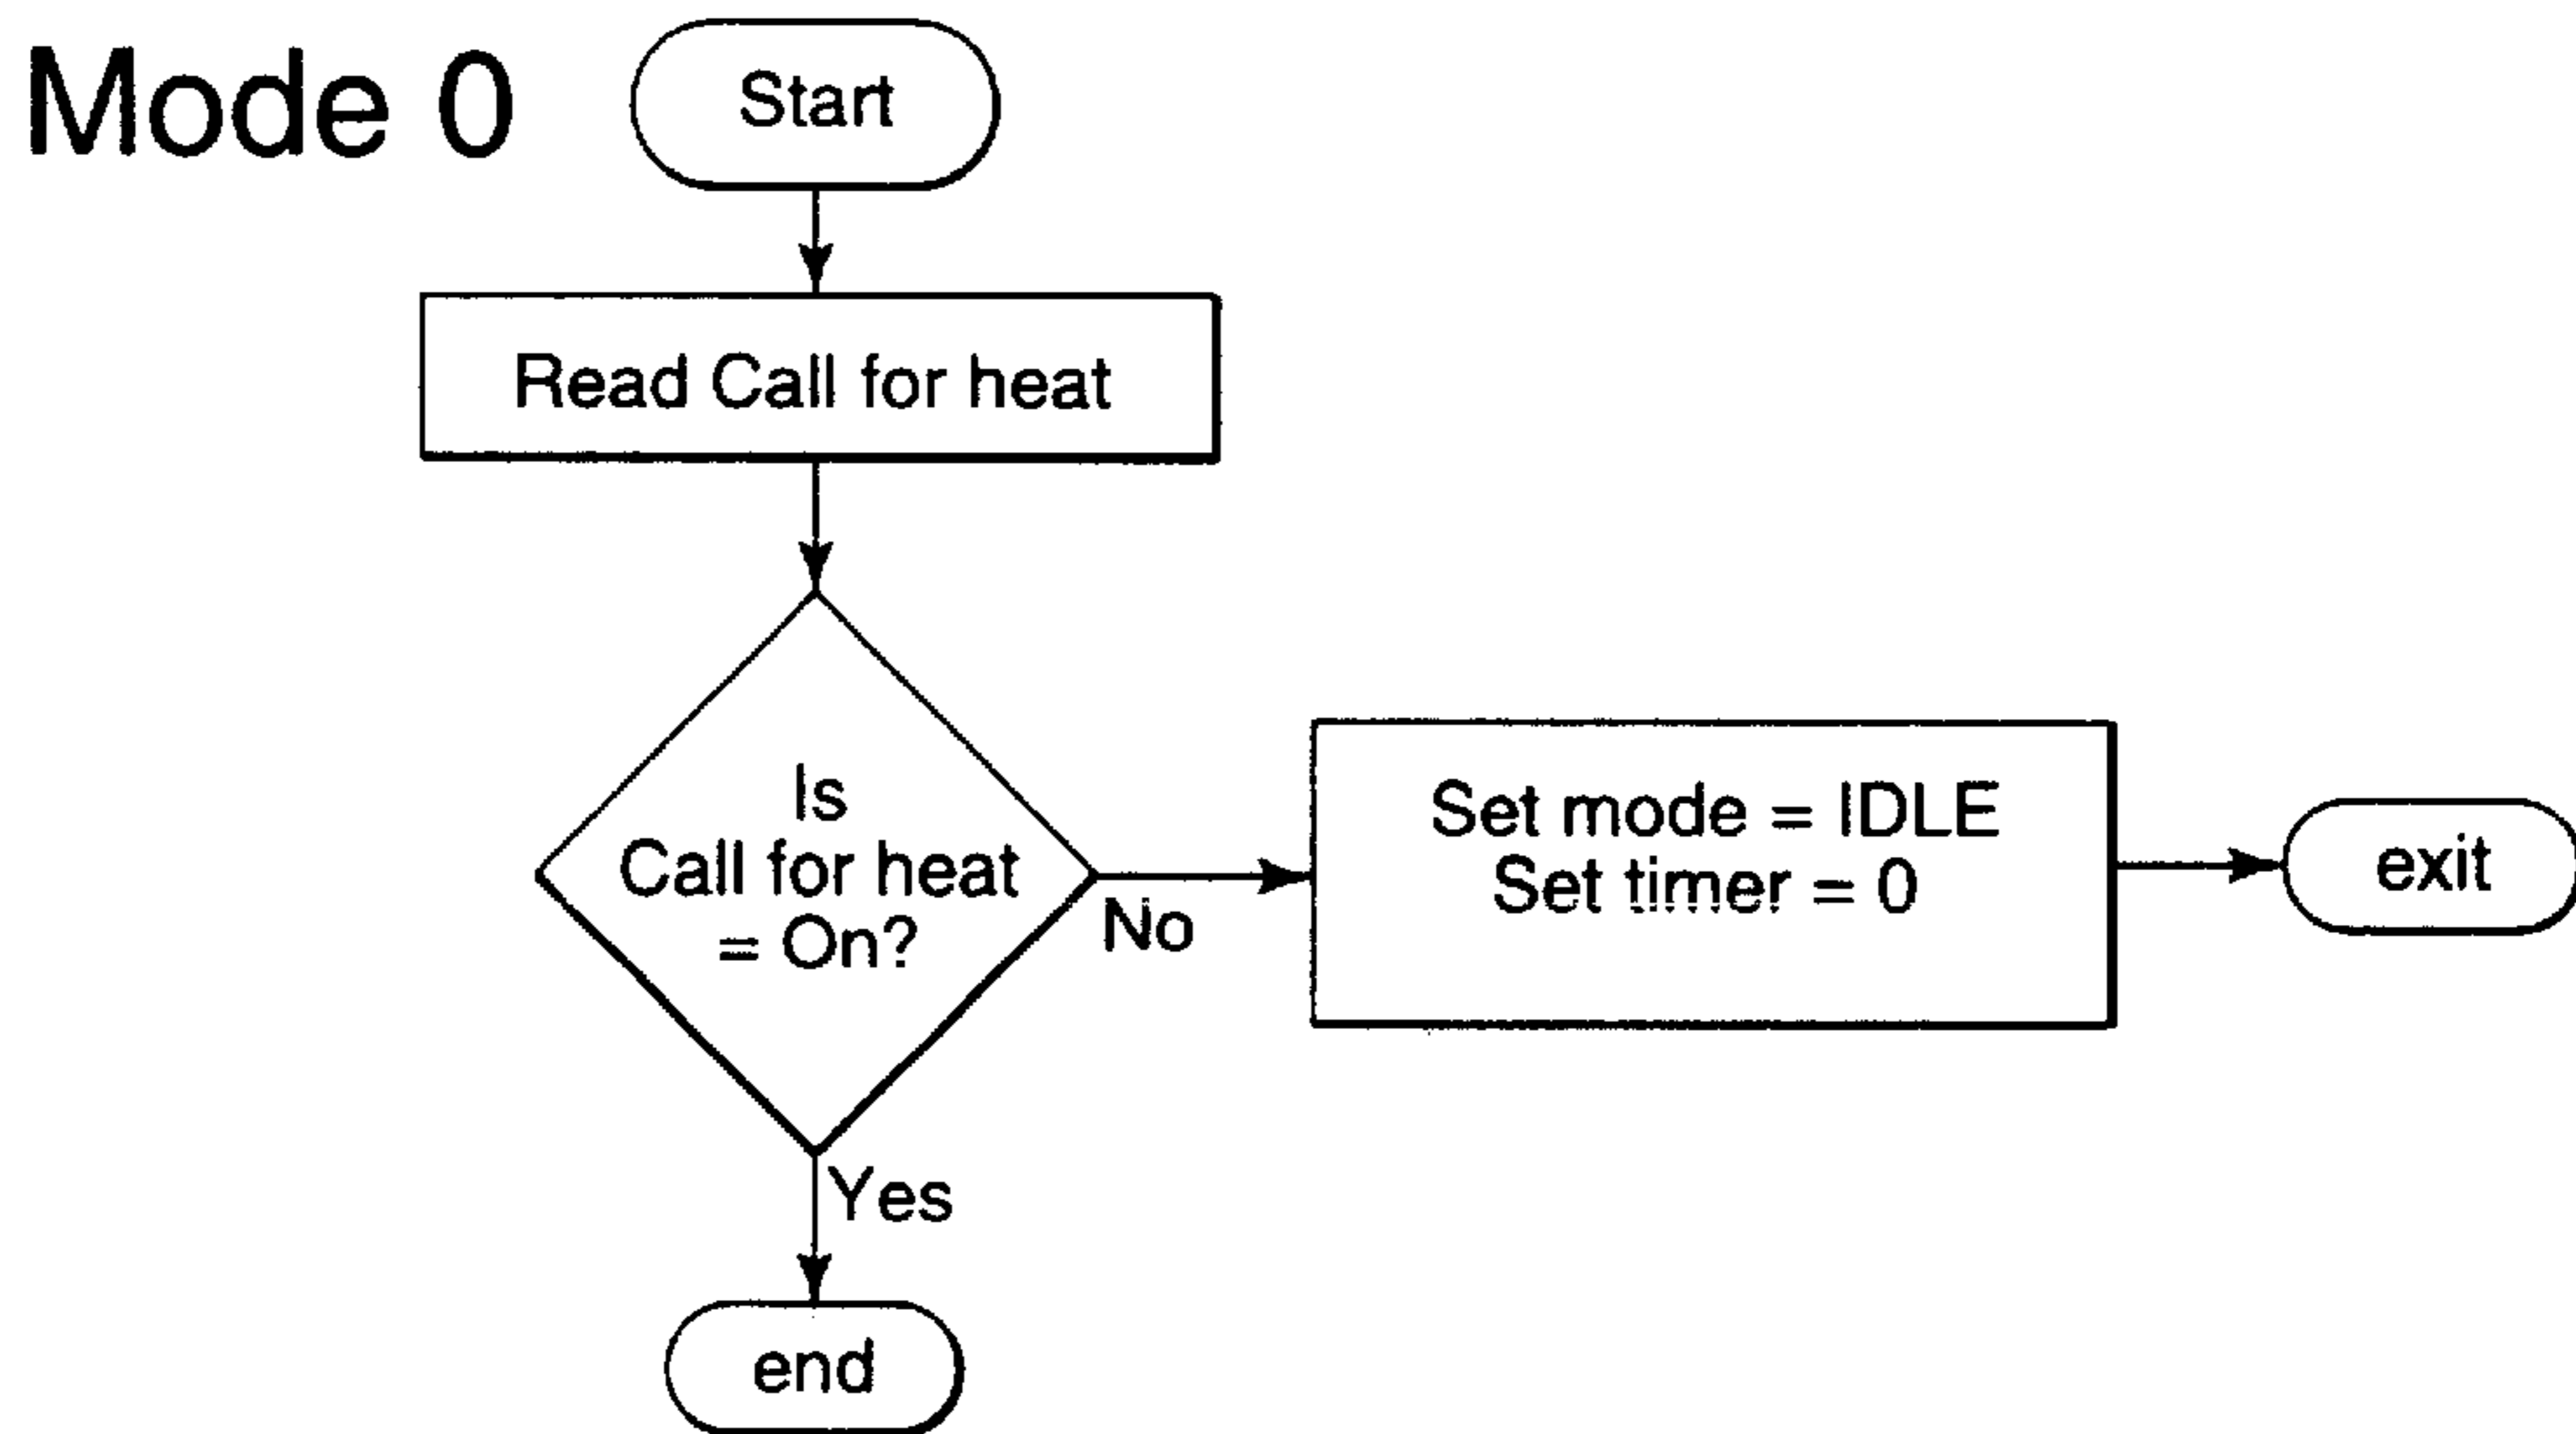 Mode 0
Start
Read Call for heat
Is
Call for heat
= On?
No
Set mode = IDLE
Set timer = 0
exit
Yes
end